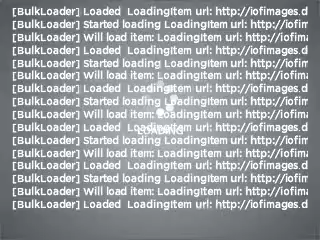 [BulkLoader] Loaded LoadingItem url: http://iofimages.d
[BulkLoader] Started loading LoadingItem url: http://iofim
[BulkLoader] Will load item: LoadingItem url: http://iofima
[BulkLoader] Loaded LoadingItem url: http://iofimages.d
[BulkLoader] Started loading LoadingItem url: http://iofim
[BulkLoader] Will load item: LoadingItem url: http://iofima
[BulkLoader] Loaded LoadingItem url: http://iofimages.d
[BulkLoader] Started loading LoadingItem url: http://iofim
[BulkLoader] Will load item: LoadingItem url: http://iofima
[BulkLoader] Loaded LoadingItem url: http://iofimages.d
LOADING
[BulkLoader] Started loading LoadingItem url: http://iofim
[BulkLoader] Will load item: LoadingItem url: http://iofima
[BulkLoader] Loaded LoadingItem url: http://iofimages.d
[BulkLoader] Started loading LoadingItem url: http://iofim
[BulkLoader] Will load item: LoadingItem url: http://iofima
[BulkLoader] Loaded LoadingItem url: http://iofimages.d